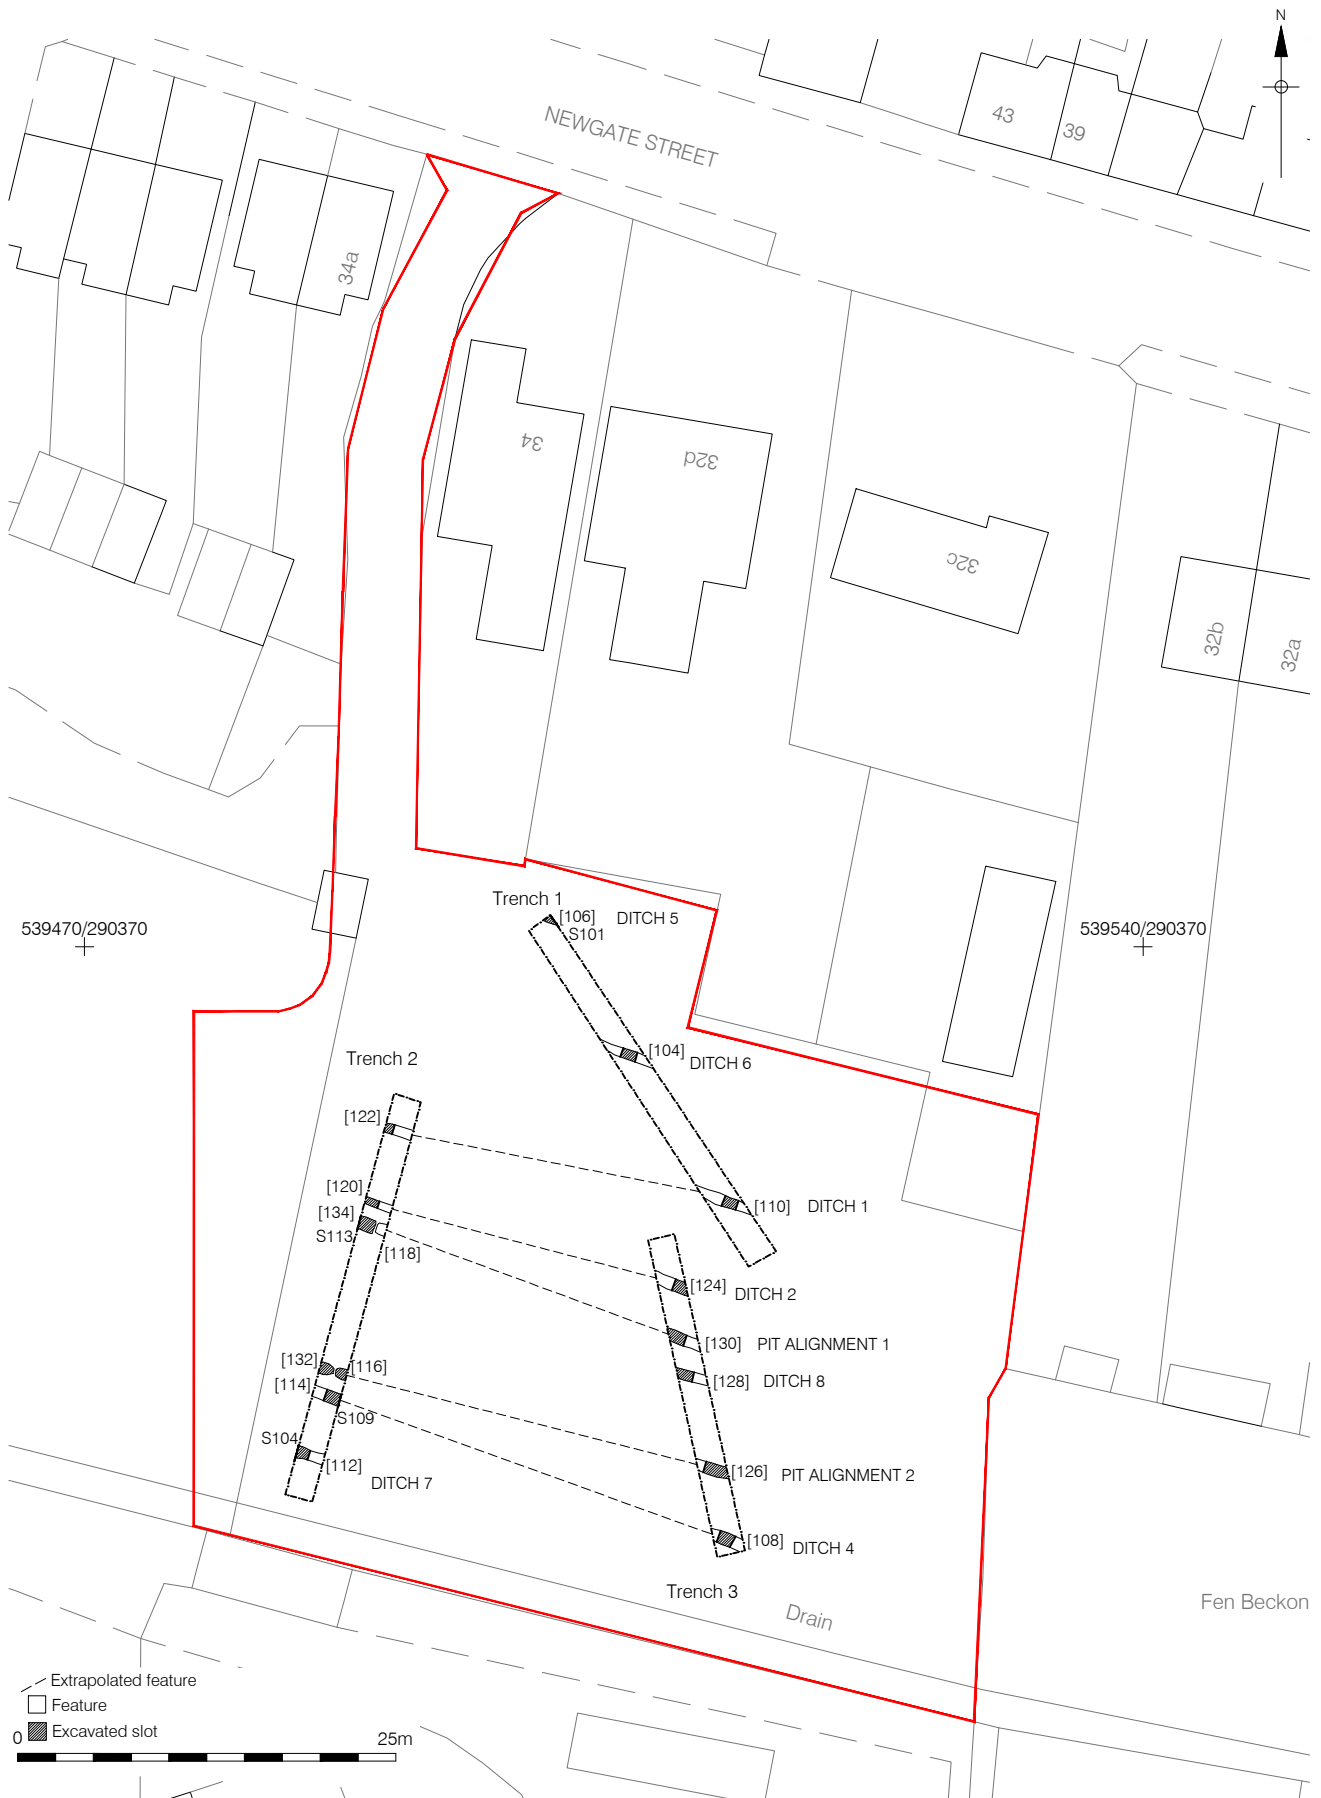 N
NEWGATE STREET
43
39
34a
34
32d
32c
32b
32a
539470/290370
539540/290370
Trench 1
[106] DITCH 5
S101
[104]
DITCH 6
Trench 2
[122]
[120]
[134]
S113
[118]
[110] DITCH 1
[124]
DITCH 2
[130] PIT ALIGNMENT 1
[128] DITCH 8
[132]
[116]
[114]
S109
S104
[112]
DITCH 7
[126] PIT ALIGNMENT 2
[108]
DITCH 4
Trench 3
Drain
Fen Beckon
Extrapolated feature
Feature
Excavated slot
0 25m